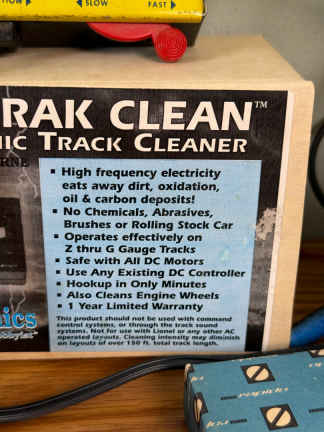 SLOW FAST
RAK CLEAN™
NIC TRACK CLEANER
RNE
▪ High frequency electricity
eats away dirt, oxidation,
oil & carbon deposits!
▪ No Chemicals, Abrasives,
Brushes or Rolling Stock Car
▪ Operates effectively on
Z thru G Gauge Tracks
▪ Safe with All DC Motors
▪ Use Any Existing DC Controller
▪ Hookup in Only Minutes
▪ Also Cleans Engine Wheels
▪ 1 Year Limited Warranty
This product should not be used with command
control systems, or through the track sound
systems. Not for use with Lionel or any other AC
operated layouts. Cleaning intensity may diminish
on layouts of over 150 ft. total track length.
ics